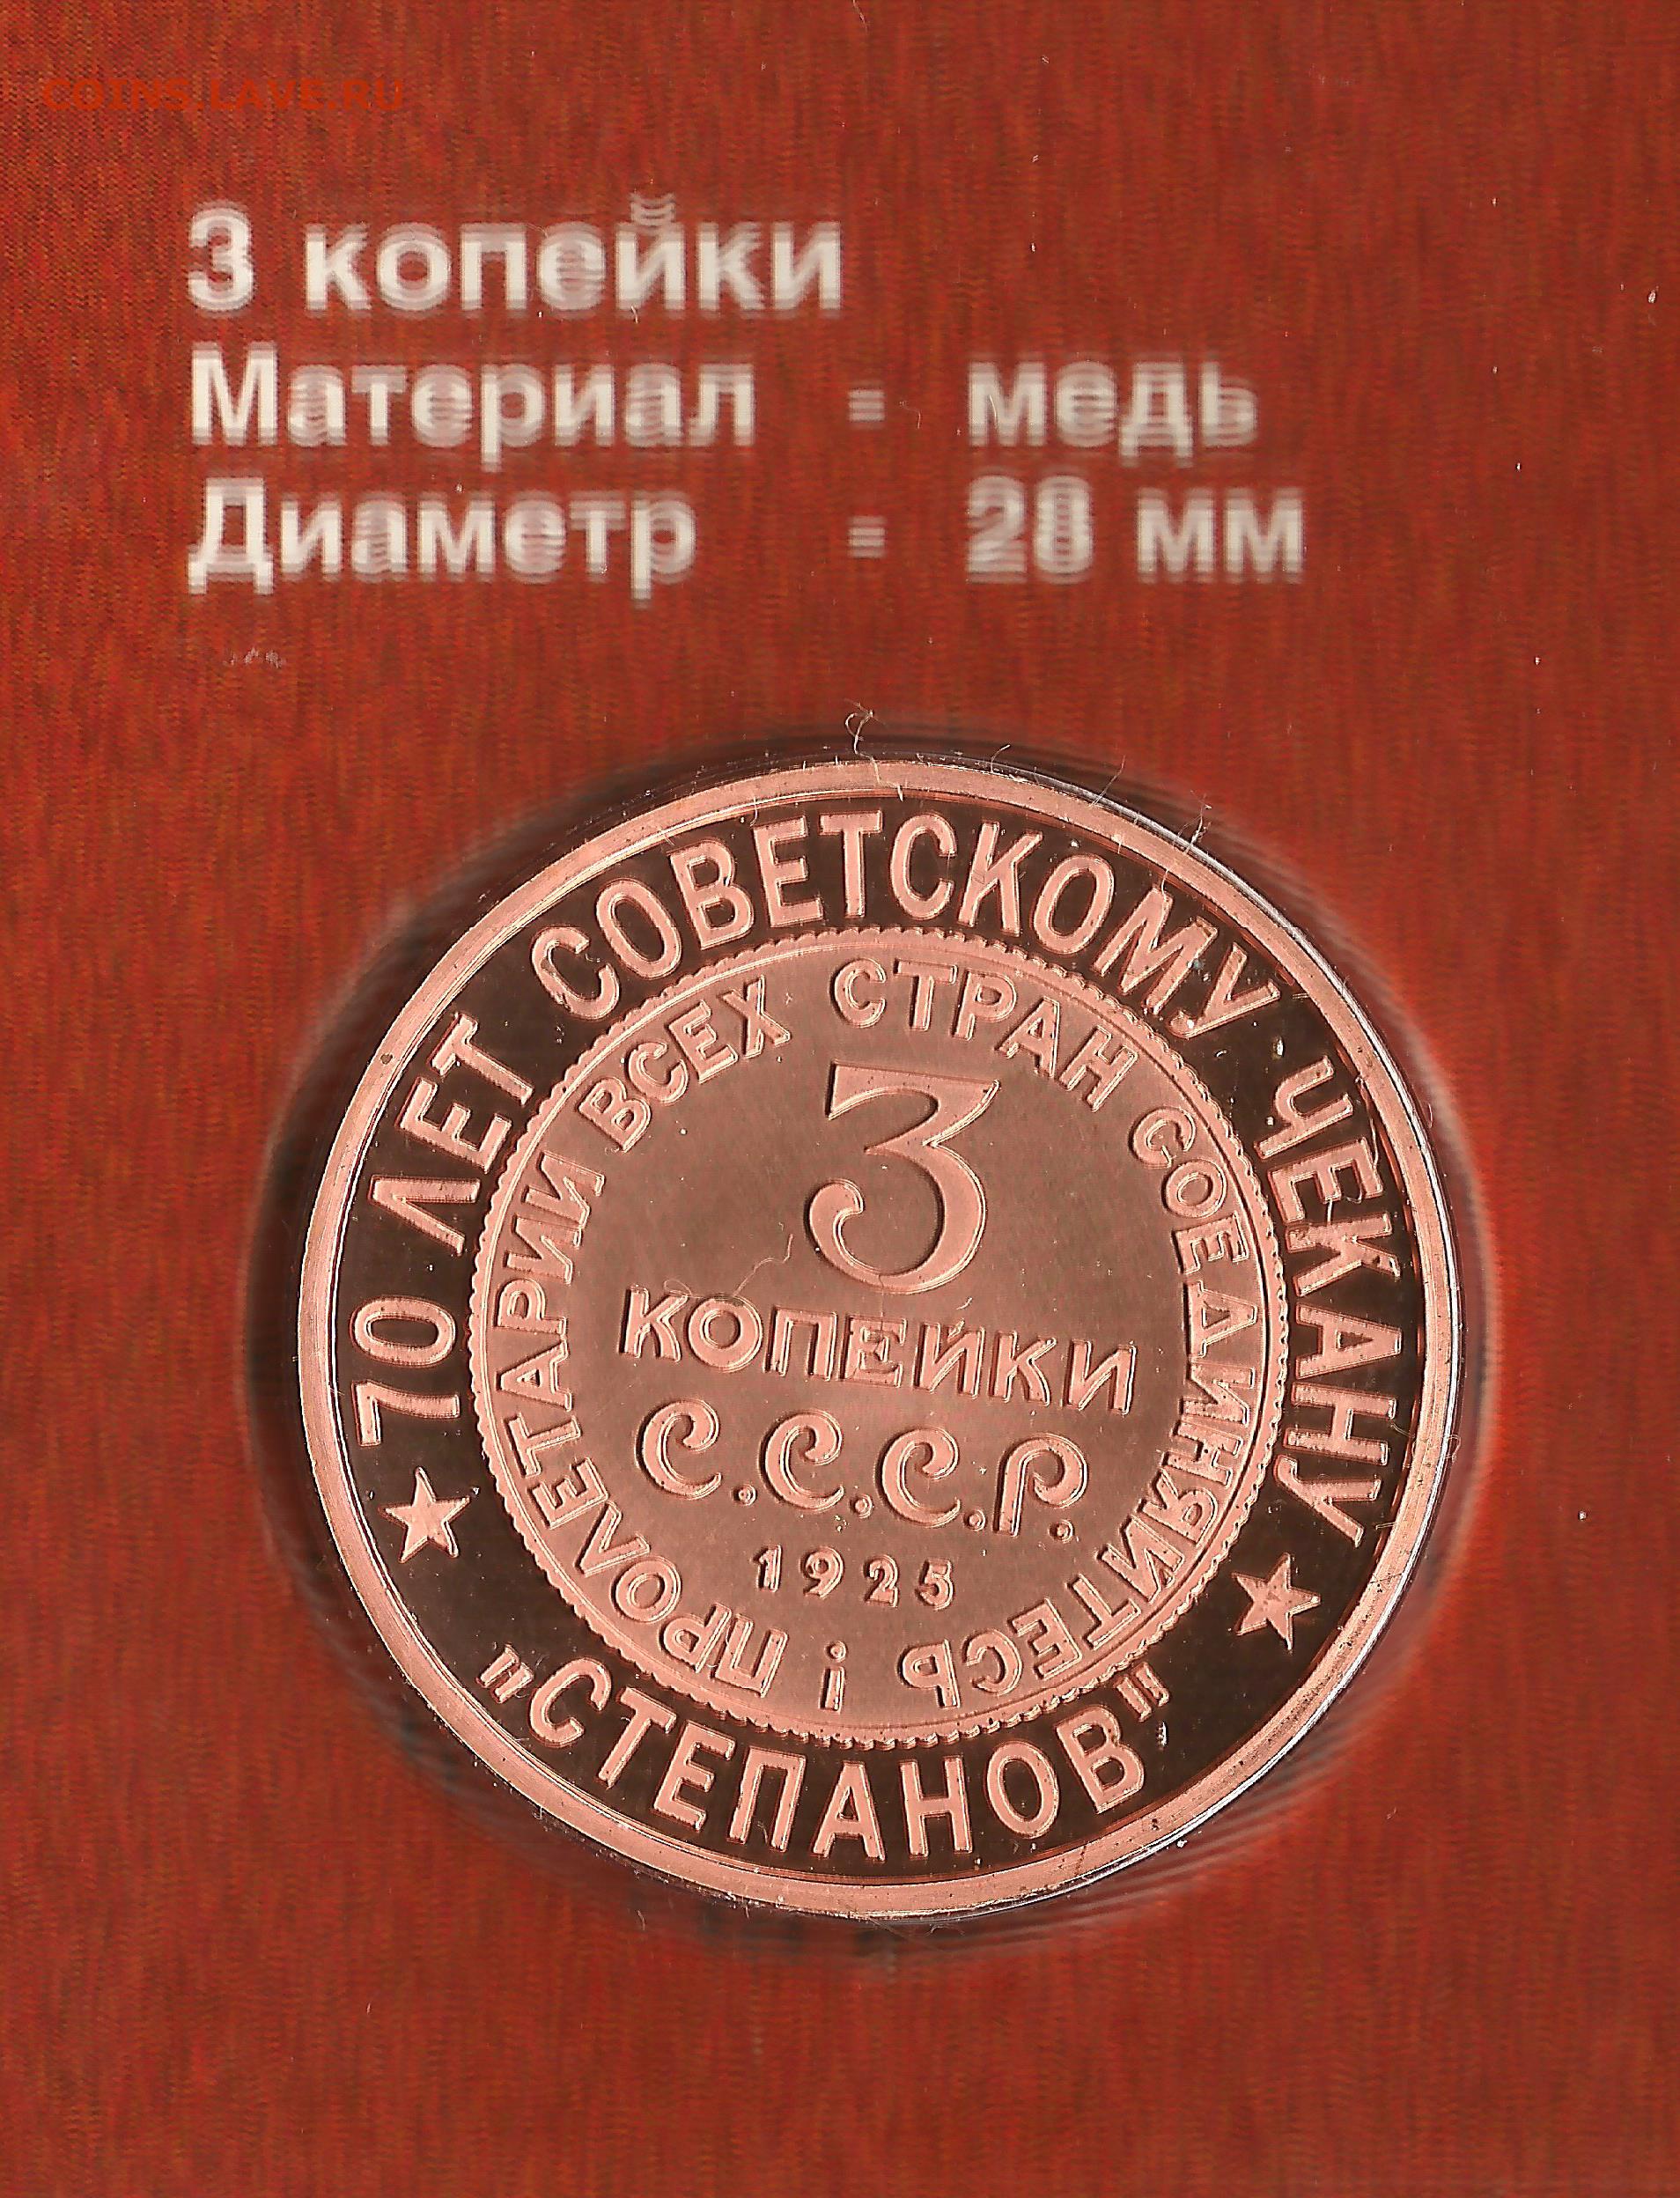 COINS.LAVE.RU
3 копейки
Материал - медь
Диаметр - 28 мм
70 ЛЕТ СОВЕТСКОМУ ЧЕКАНУ
ПРОЛЕТАРИИ ВСЕХ СТРАН СОЕДИНЯЙТЕСЬ !
3
КОПЕЙКИ
С.С.С.Р.
1925
"СТЕПАНОВ"